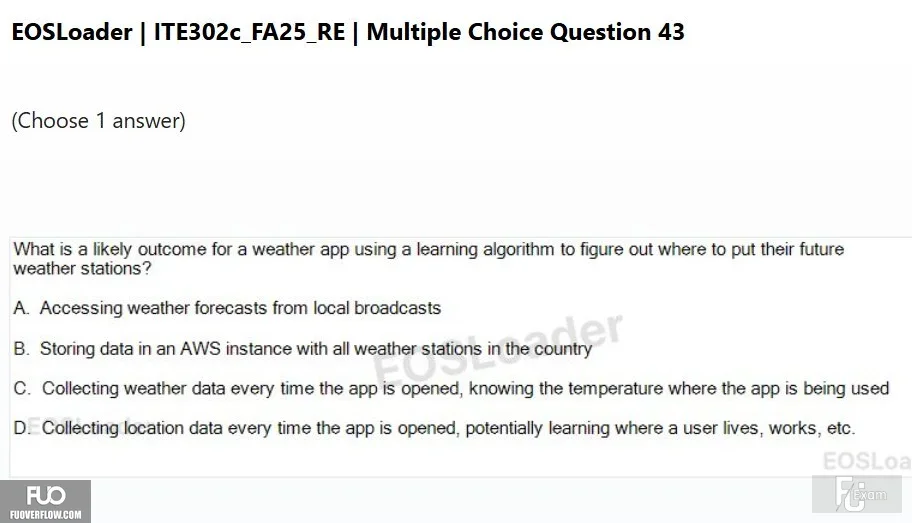 EOSLoader | ITE302c_FA25_RE | Multiple Choice Question 43
(Choose 1 answer)
What is a likely outcome for a weather app using a learning algorithm to figure out where to put their future
weather stations?
A. Accessing weather forecasts from local broadcasts
B. Storing data in an AWS instance with all weather stations in the country
EOSLoader
C. Collecting weather data every time the app is opened, knowing the temperature where the app is being used
D. Collecting location data every time the app is opened, potentially learning where a user lives, works, etc.
EOSLoader
EOSLoa
FUO
FUOVERFLOW.COM
Exam